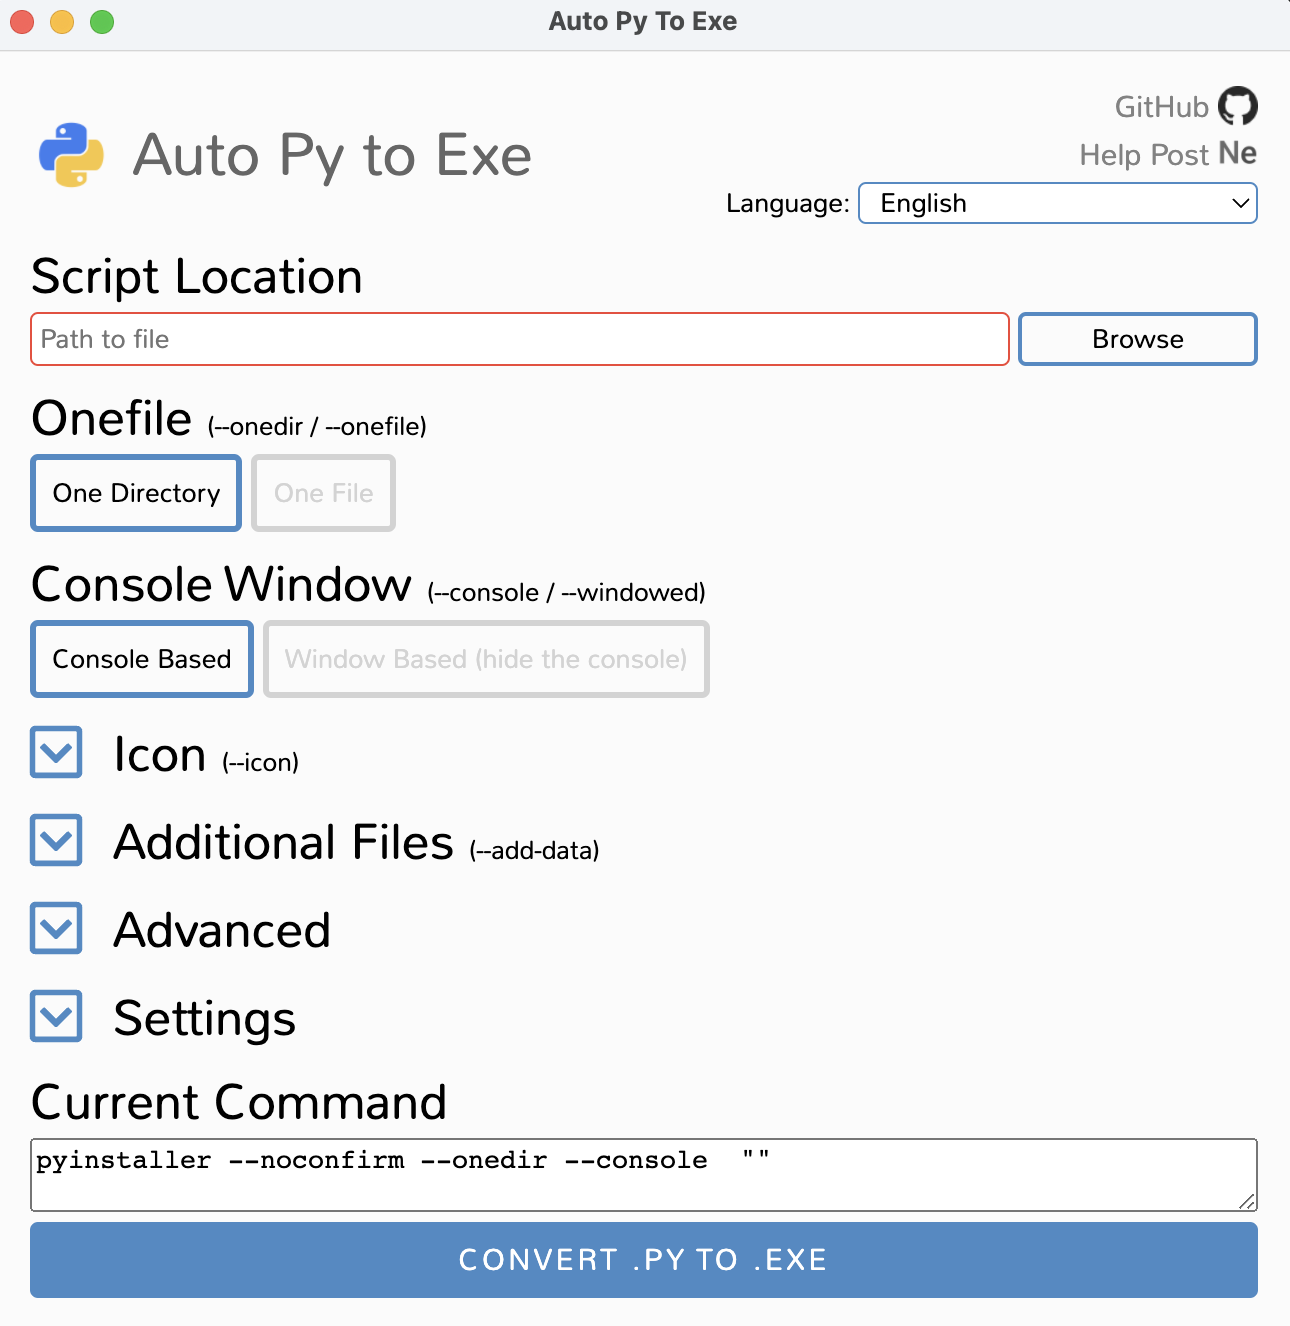 Auto Py To Exe
GitHub
Auto Py to Exe
Help Post Ne
Language: English
Script Location
Path to file Browse
Onefile (--onedir / --onefile)
One Directory One File
Console Window (--console / --windowed)
Console Based Window Based (hide the console)
Icon (--icon)
Additional Files (--add-data)
Advanced
Settings
Current Command
pyinstaller --noconfirm --onedir --console  ""
CONVERT .PY TO .EXE